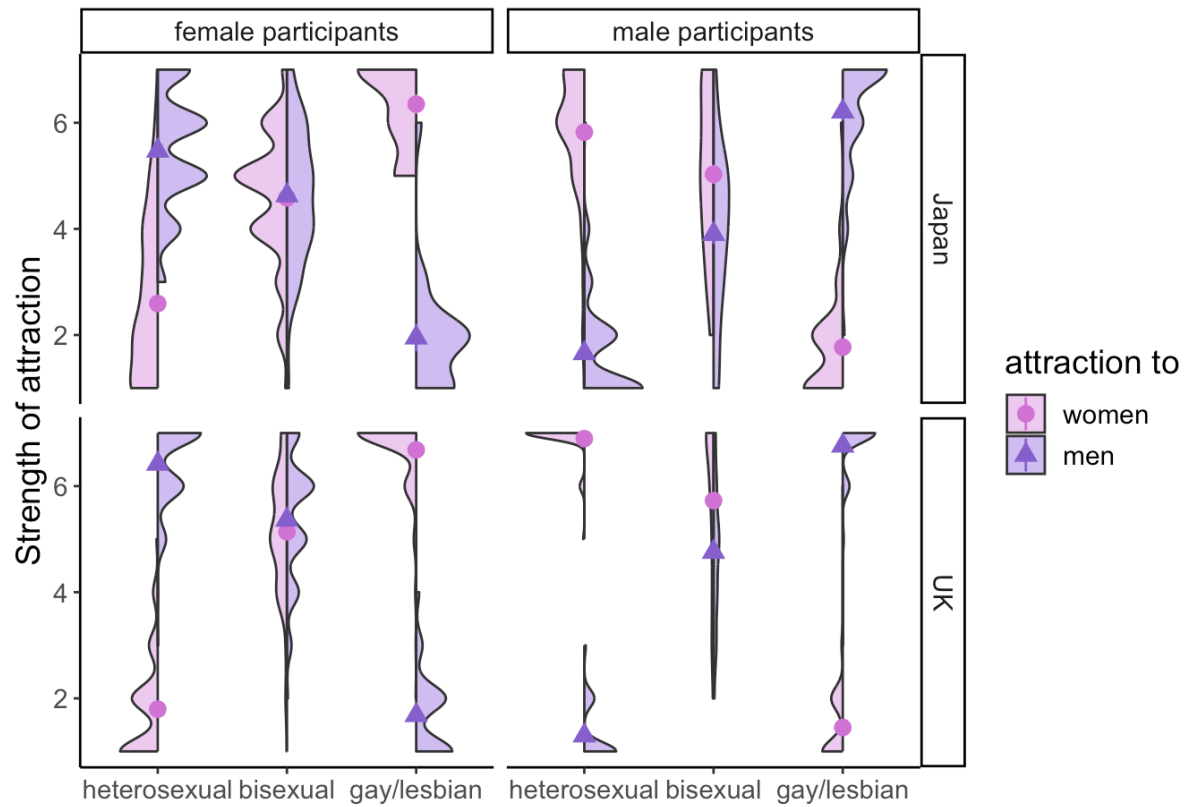 female participants
male participants
Strength of attraction
6
4
2
6
4
2
Japan
UK
heterosexual bisexual gay/lesbian
heterosexual bisexual gay/lesbian
attraction to
women
men